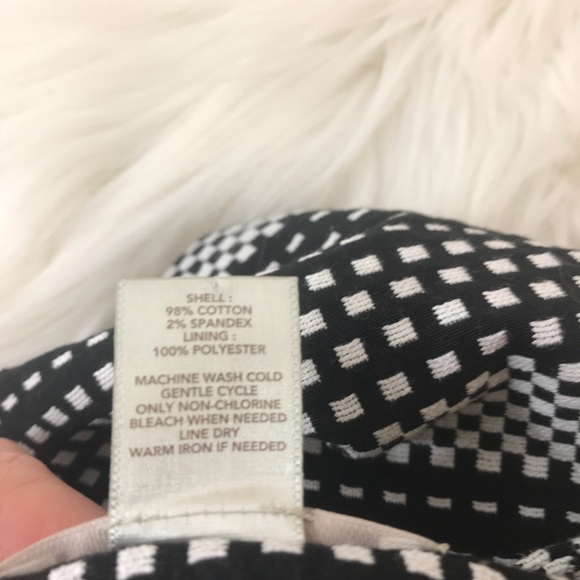 SHELL :
98% COTTON
2% SPANDEX
LINING :
100% POLYESTER
MACHINE WASH COLD
GENTLE CYCLE
ONLY NON-CHLORINE
BLEACH WHEN NEEDED
LINE DRY
WARM IRON IF NEEDED